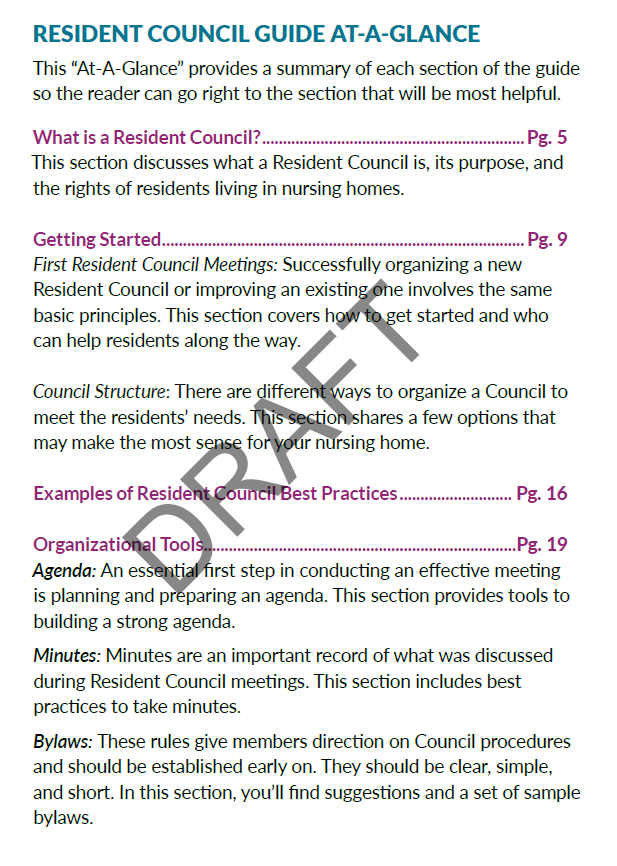 RESIDENT COUNCIL GUIDE AT-A-GLANCE
This “At-A-Glance” provides a summary of each section of the guide
so the reader can go right to the section that will be most helpful.
What is a Resident Council?............................................................... Pg. 5
This section discusses what a Resident Council is, its purpose, and
the rights of residents living in nursing homes.
Getting Started....................................................................................... Pg. 9
First Resident Council Meetings: Successfully organizing a new
Resident Council or improving an existing one involves the same
basic principles. This section covers how to get started and who
can help residents along the way.
Council Structure: There are different ways to organize a Council to
meet the residents’ needs. This section shares a few options that
may make the most sense for your nursing home.
Examples of Resident Council Best Practices........................... Pg. 16
Organizational Tools...........................................................................Pg. 19
Agenda: An essential first step in conducting an effective meeting
is planning and preparing an agenda. This section provides tools to
building a strong agenda.
Minutes: Minutes are an important record of what was discussed
during Resident Council meetings. This section includes best
practices to take minutes.
Bylaws: These rules give members direction on Council procedures
and should be established early on. They should be clear, simple,
and short. In this section, you’ll find suggestions and a set of sample
bylaws.
DRAFT